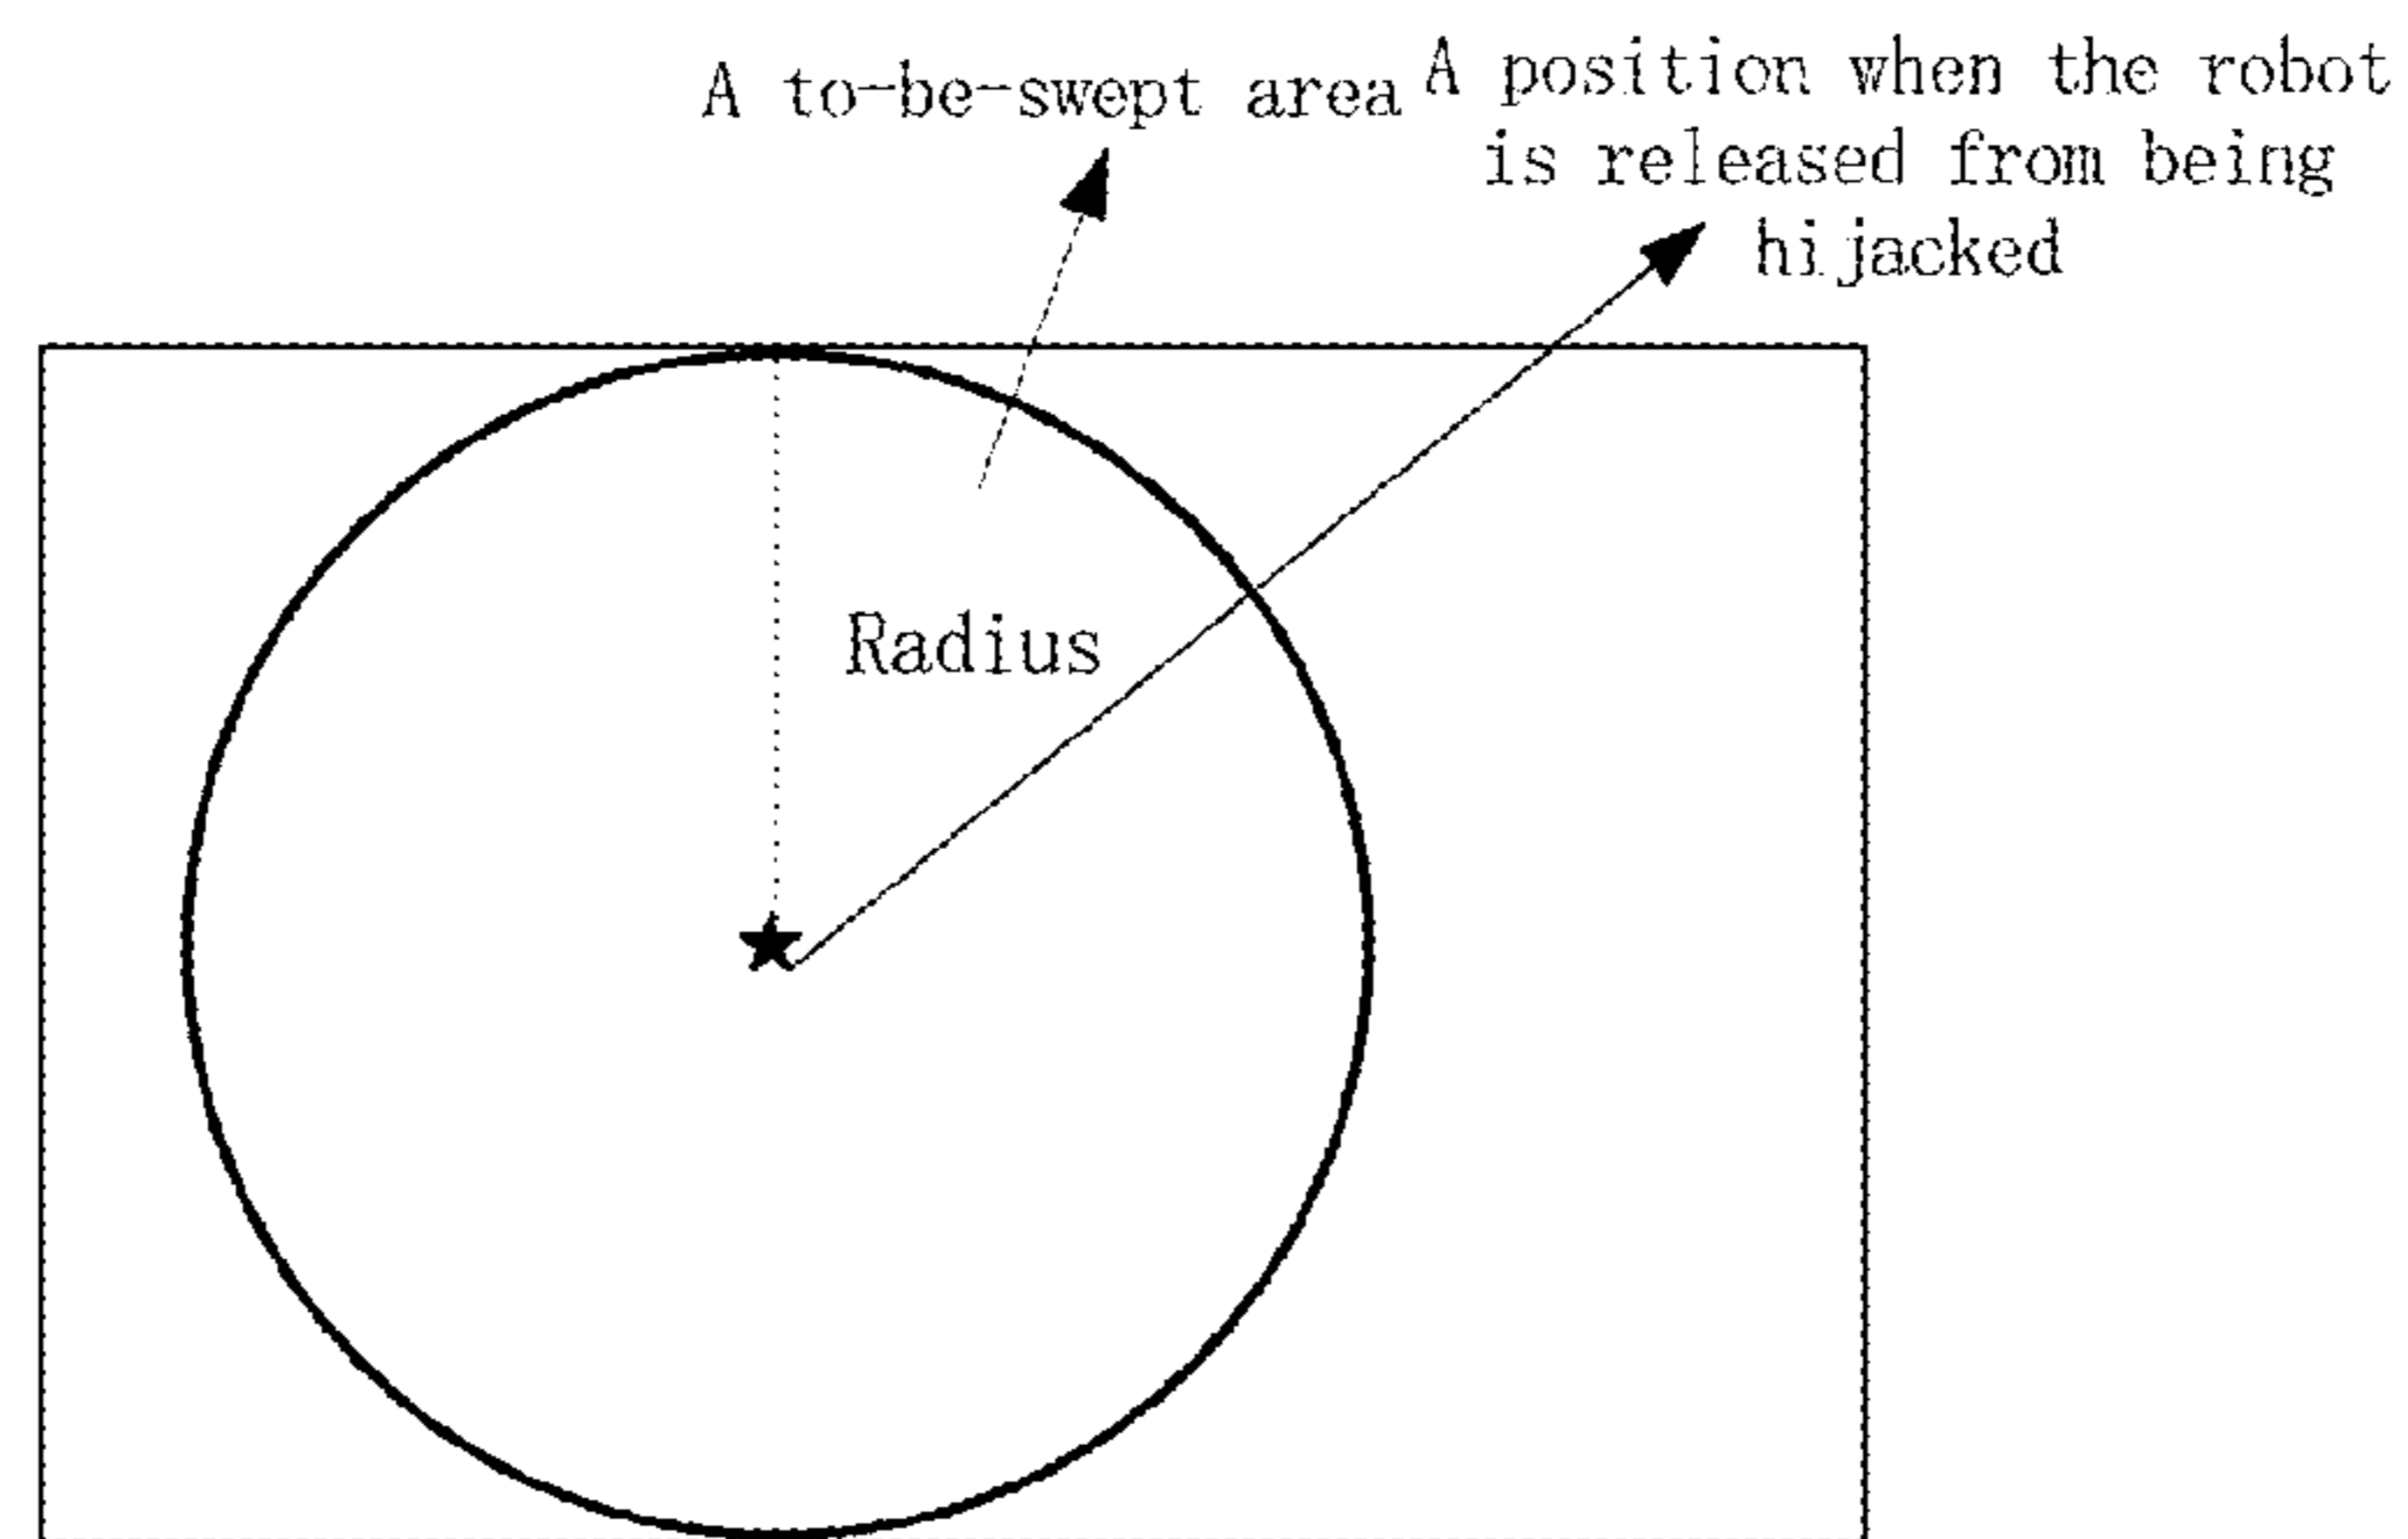 A to-be-swept area
A position when the robot
is released from being
hijacked
Radius